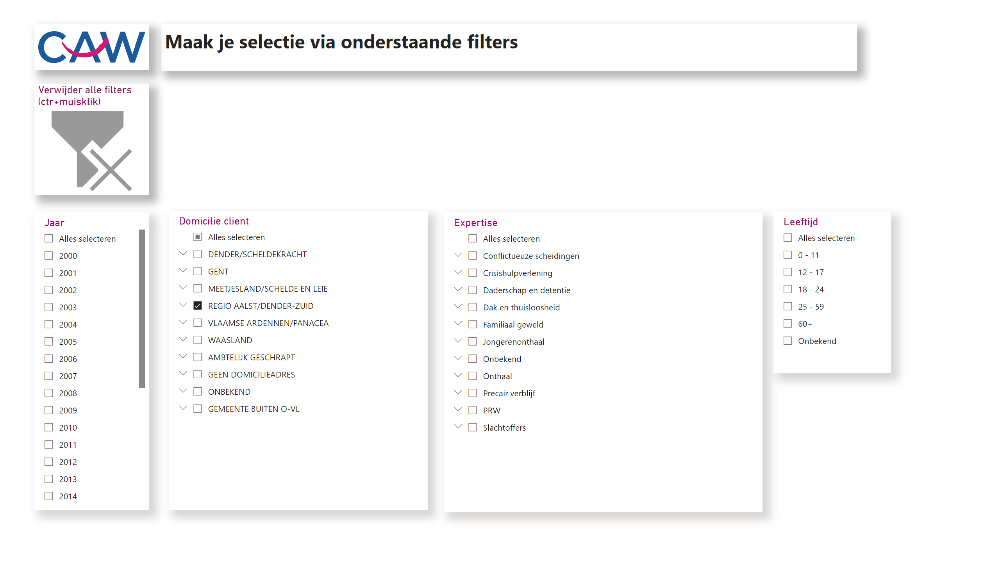 CAW
Maak je selectie via onderstaande filters
Verwijder alle filters
(ctr+muisklik)
Jaar
Alles selecteren
2000
2001
2002
2003
2004
2005
2006
2007
2008
2009
2010
2011
2012
2013
2014
Domicilie client
Alles selecteren
DENDER/SCHELDEKRACHT
GENT
MEETJESLAND/SCHELDE EN LEIE
REGIO AALST/DENDER-ZUID
VLAAMSE ARDENNEN/PANACEA
WAASLAND
AMBTELIJK GESCHRAPT
GEEN DOMICILIEADRES
ONBEKEND
GEMEENTE BUITEN O-VL
Expertise
Alles selecteren
Conflictueuze scheidingen
Crisishulpverlening
Daderschap en detentie
Dak en thuisloosheid
Familiaal geweld
Jongerenonthaal
Onbekend
Onthaal
Precair verblijf
PRW
Slachtoffers
Leeftijd
Alles selecteren
0 - 11
12 - 17
18 - 24
25 - 59
60+
Onbekend